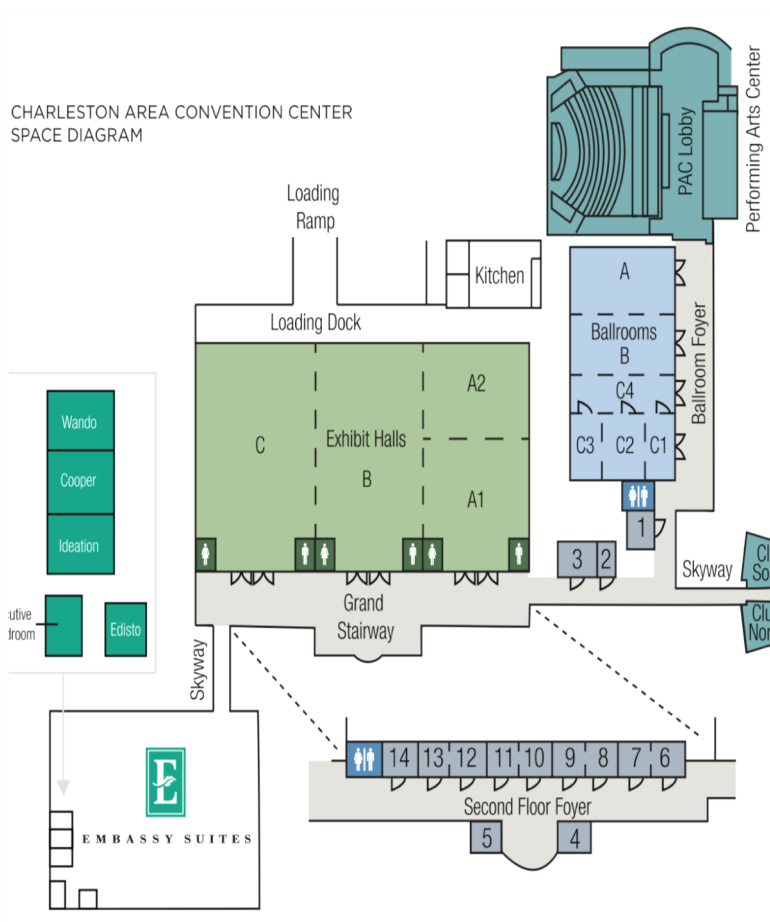 CHARLESTON AREA CONVENTION CENTER
SPACE DIAGRAM
Performing Arts Center
PAC Lobby
Loading
Ramp
Kitchen
Loading Dock
A
Ballrooms
B
C4
C3
C2
C1
Ballroom Foyer
A2
C
Exhibit Halls
B
A1
Wando
Cooper
Ideation
Edisto
1
3
2
Skyway
Grand
Stairway
Skyway
E
EMBASSY SUITES
14
13
12
11
10
9
8
7
6
Second Floor Foyer
5
4